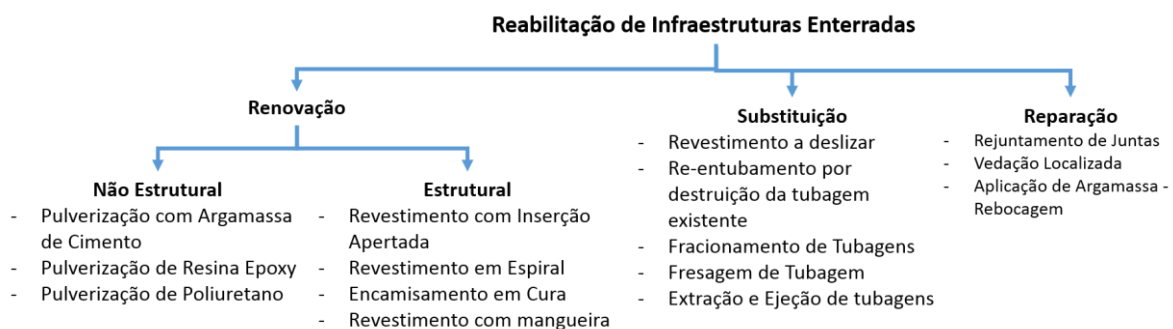 Reabilitação de Infraestruturas Enterradas
Renovação
Não Estrutural
- Pulverização com Argamassa
de Cimento
- Pulverização de Resina Epoxy
- Pulverização de Poliuretano
Estrutural
- Revestimento com Inserção
Apertada
- Revestimento em Espiral
- Encamisamento em Cura
- Revestimento com mangueira
Substituição
- Revestimento a deslizar
- Re-entubamento por
destruição da tubagem
existente
- Fracionamento de Tubagens
- Fresagem de Tubagem
- Extração e Ejeção de tubagens
Reparação
- Rejuntamento de Juntas
- Vedação Localizada
- Aplicação de Argamassa -
Rebocagem